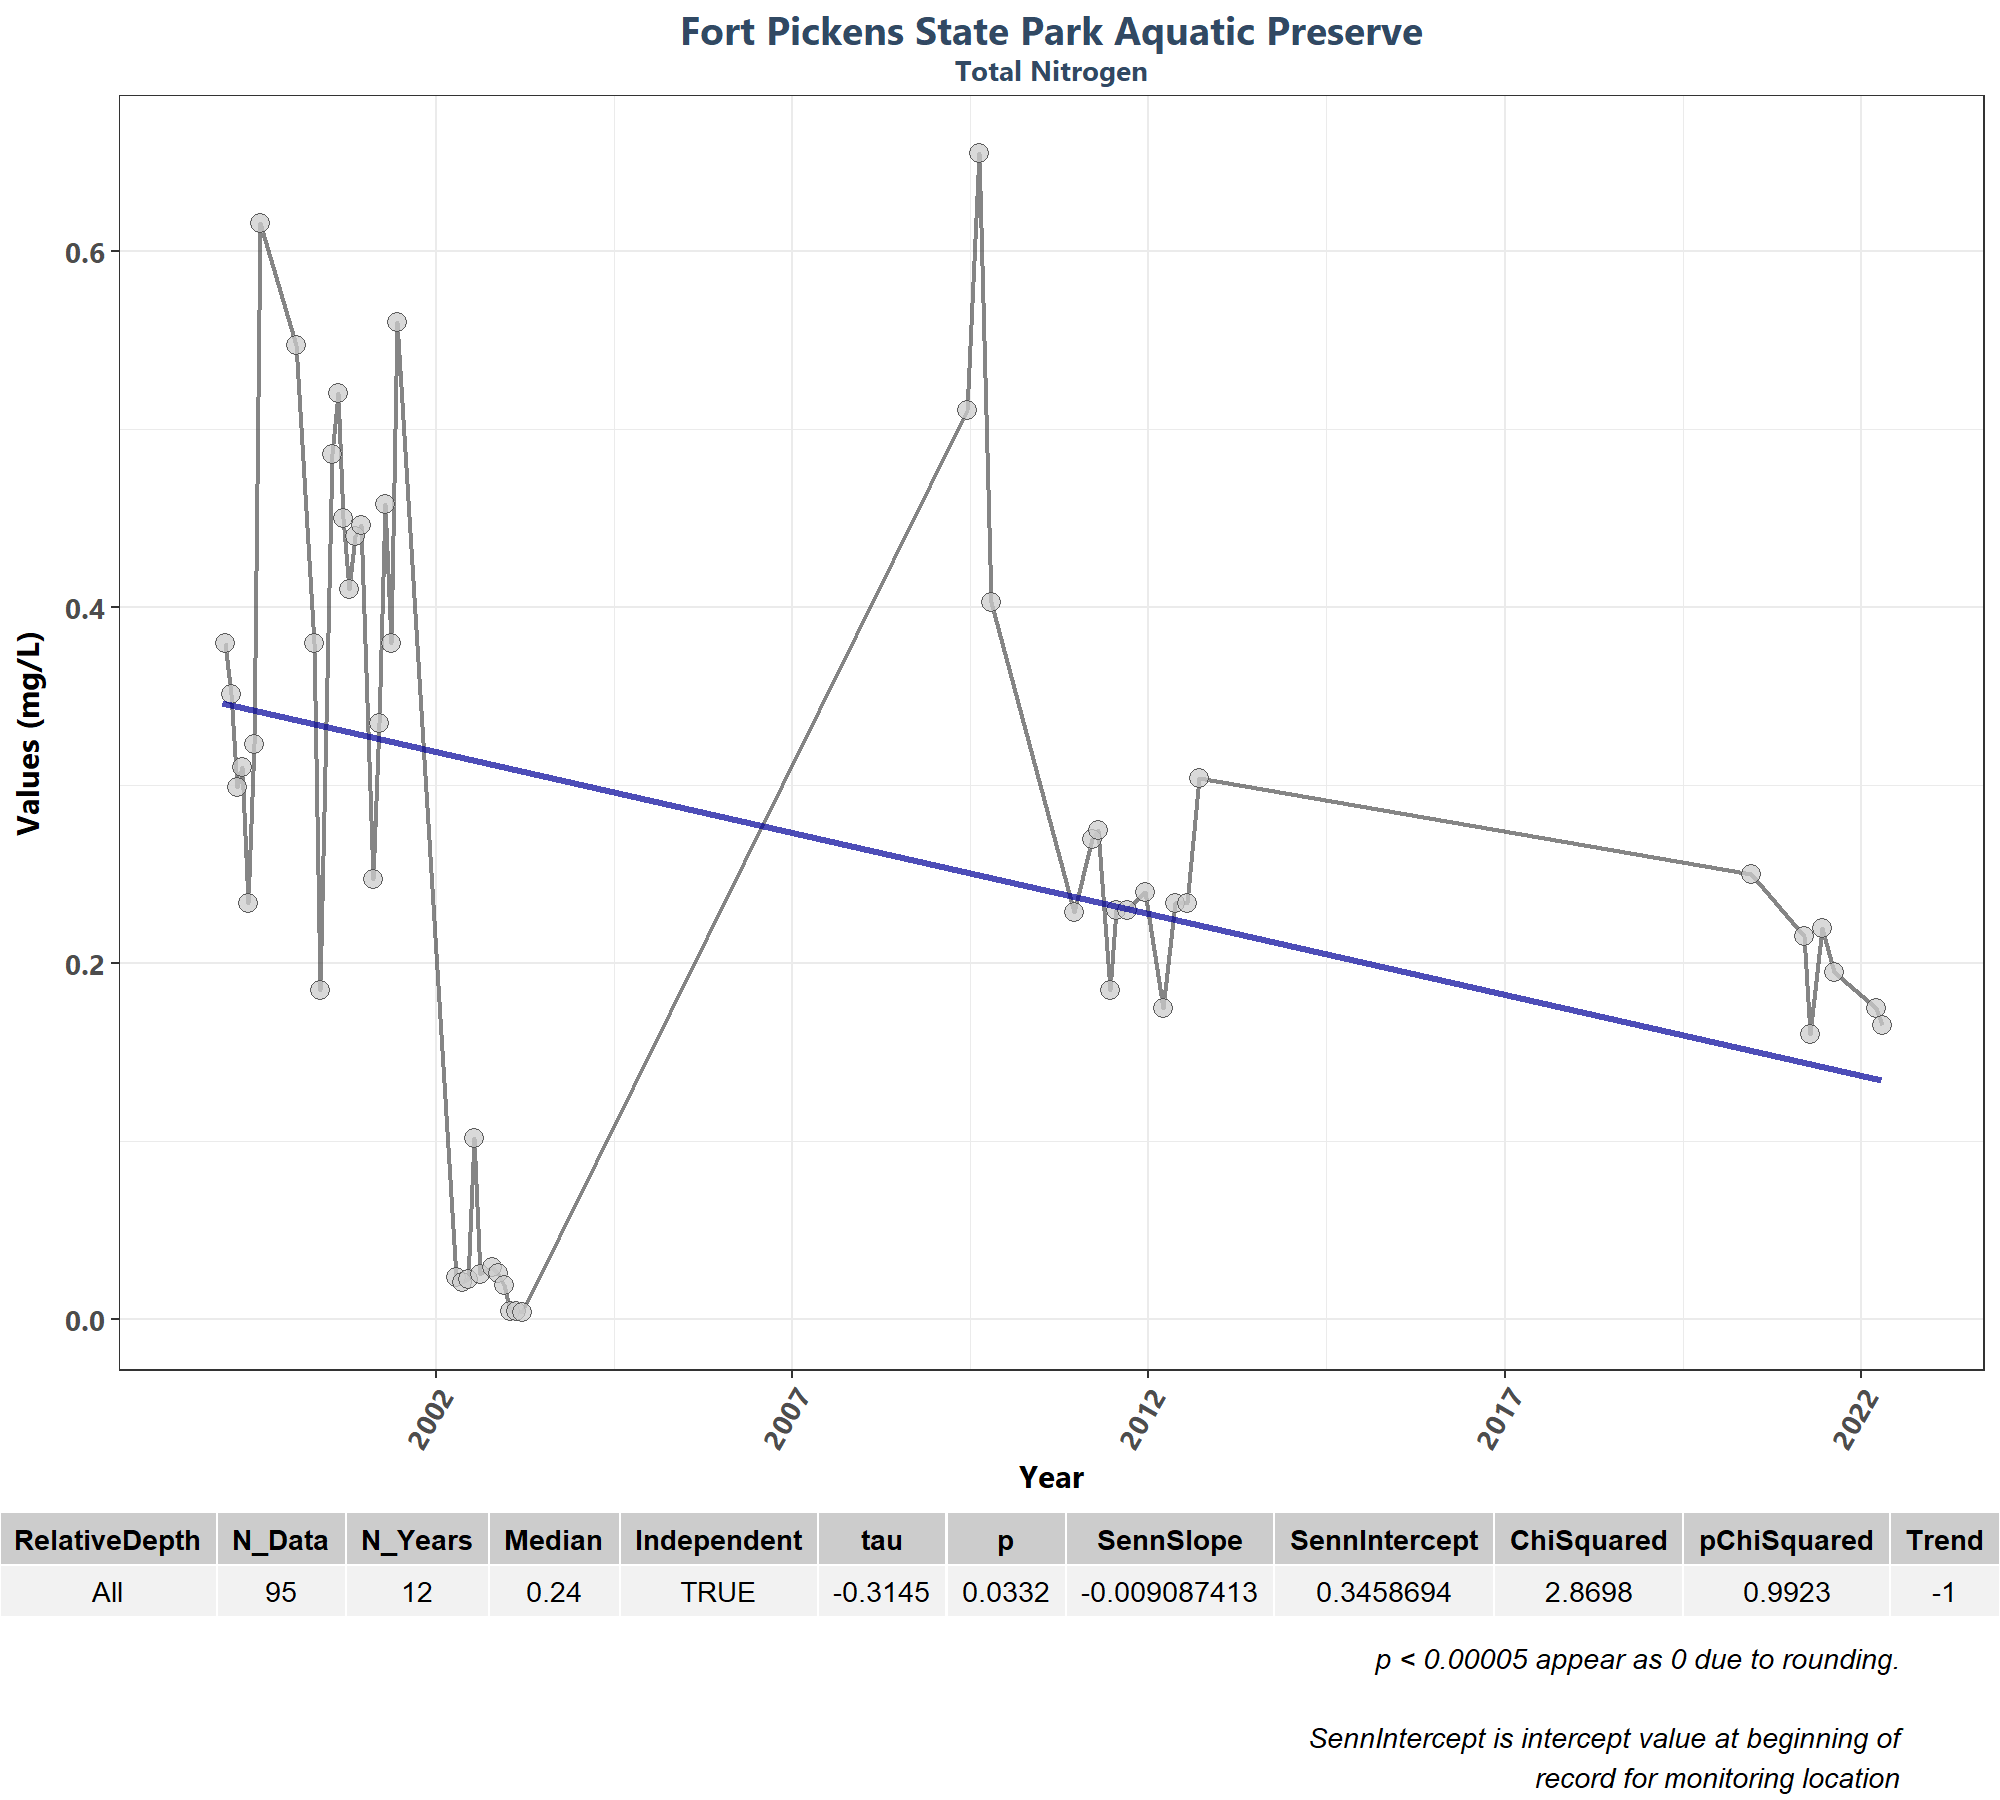 Fort Pickens State Park Aquatic Preserve
Total Nitrogen
Values (mg/L)
0.6
0.4
0.2
0.0
2002 2007 2012 2017 2022
Year
RelativeDepth N_Data N_Years Median Independent tau p SennSlope SennIntercept ChiSquared pChiSquared Trend
All 95 12 0.24 TRUE -0.3145 0.0332 -0.009087413 0.3458694 2.8698 0.9923 -1
p < 0.00005 appear as 0 due to rounding.
SennIntercept is intercept value at beginning of
record for monitoring location